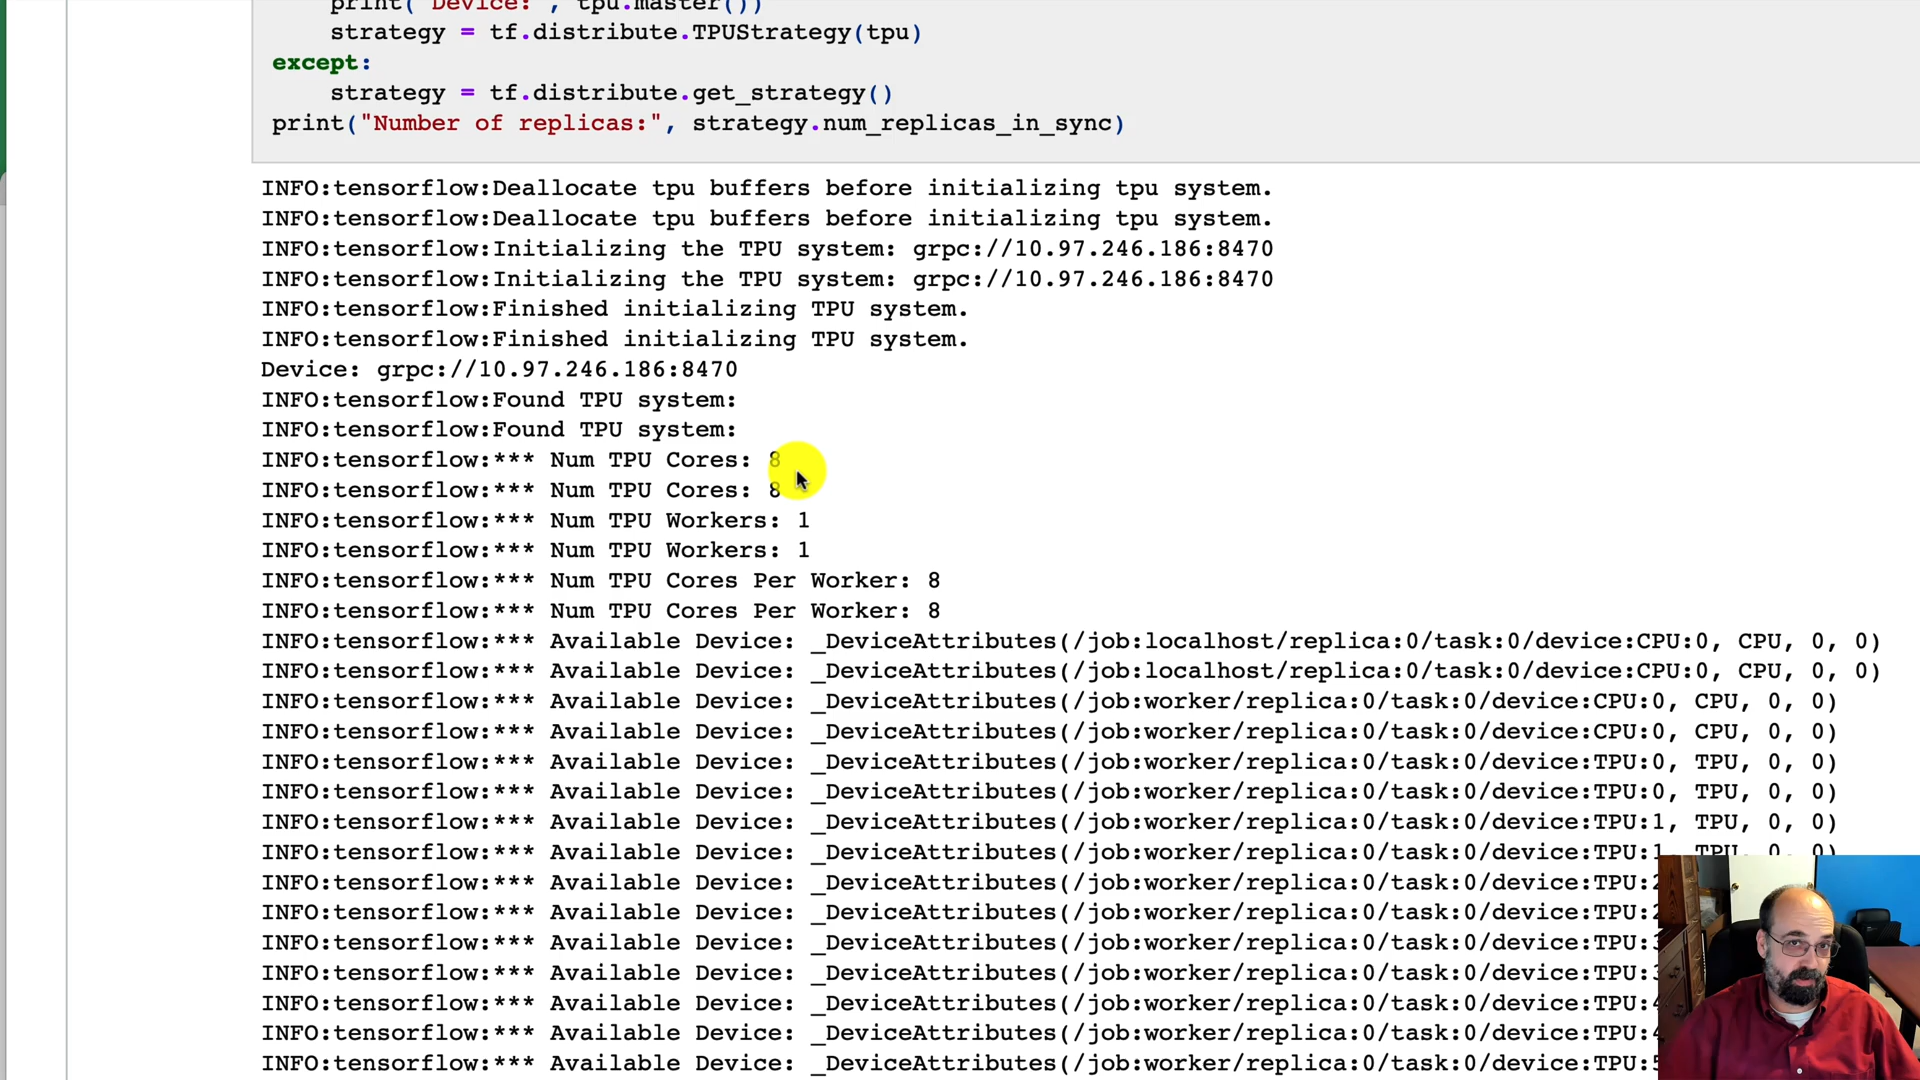 print("Device:", tpu.master())
strategy = tf.distribute.TPUStrategy(tpu)
except:
strategy = tf.distribute.get_strategy()
print("Number of replicas:", strategy.num_replicas_in_sync)
INFO:tensorflow:Deallocate tpu buffers before initializing tpu system.
INFO:tensorflow:Deallocate tpu buffers before initializing tpu system.
INFO:tensorflow:Initializing the TPU system: grpc://10.97.246.186:8470
INFO:tensorflow:Initializing the TPU system: grpc://10.97.246.186:8470
INFO:tensorflow:Finished initializing TPU system.
INFO:tensorflow:Finished initializing TPU system.
Device: grpc://10.97.246.186:8470
INFO:tensorflow:Found TPU system:
INFO:tensorflow:Found TPU system:
INFO:tensorflow:*** Num TPU Cores: 8
INFO:tensorflow:*** Num TPU Cores: 8
INFO:tensorflow:*** Num TPU Workers: 1
INFO:tensorflow:*** Num TPU Workers: 1
INFO:tensorflow:*** Num TPU Cores Per Worker: 8
INFO:tensorflow:*** Num TPU Cores Per Worker: 8
INFO:tensorflow:*** Available Device: _DeviceAttributes(/job:localhost/replica:0/task:0/device:CPU:0, CPU, 0, 0)
INFO:tensorflow:*** Available Device: _DeviceAttributes(/job:localhost/replica:0/task:0/device:CPU:0, CPU, 0, 0)
INFO:tensorflow:*** Available Device: _DeviceAttributes(/job:worker/replica:0/task:0/device:CPU:0, CPU, 0, 0)
INFO:tensorflow:*** Available Device: _DeviceAttributes(/job:worker/replica:0/task:0/device:CPU:0, CPU, 0, 0)
INFO:tensorflow:*** Available Device: _DeviceAttributes(/job:worker/replica:0/task:0/device:TPU:0, TPU, 0, 0)
INFO:tensorflow:*** Available Device: _DeviceAttributes(/job:worker/replica:0/task:0/device:TPU:0, TPU, 0, 0)
INFO:tensorflow:*** Available Device: _DeviceAttributes(/job:worker/replica:0/task:0/device:TPU:1, TPU, 0, 0)
INFO:tensorflow:*** Available Device: _DeviceAttributes(/job:worker/replica:0/task:0/device:TPU:1, TPU, 0, 0)
INFO:tensorflow:*** Available Device: _DeviceAttributes(/job:worker/replica:0/task:0/device:TPU:2
INFO:tensorflow:*** Available Device: _DeviceAttributes(/job:worker/replica:0/task:0/device:TPU:2
INFO:tensorflow:*** Available Device: _DeviceAttributes(/job:worker/replica:0/task:0/device:TPU:3
INFO:tensorflow:*** Available Device: _DeviceAttributes(/job:worker/replica:0/task:0/device:TPU:3
INFO:tensorflow:*** Available Device: _DeviceAttributes(/job:worker/replica:0/task:0/device:TPU:4
INFO:tensorflow:*** Available Device: _DeviceAttributes(/job:worker/replica:0/task:0/device:TPU:4
INFO:tensorflow:*** Available Device: _DeviceAttributes(/job:worker/replica:0/task:0/device:TPU:5